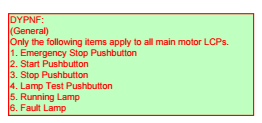 DYPNF:
(General)
Only the following items apply to all main motor LCPs.
1. Emergency Stop Pushbutton
2. Start Pushbutton
3. Stop Pushbutton
4. Lamp Test Pushbutton
5. Running Lamp
6. Fault Lamp